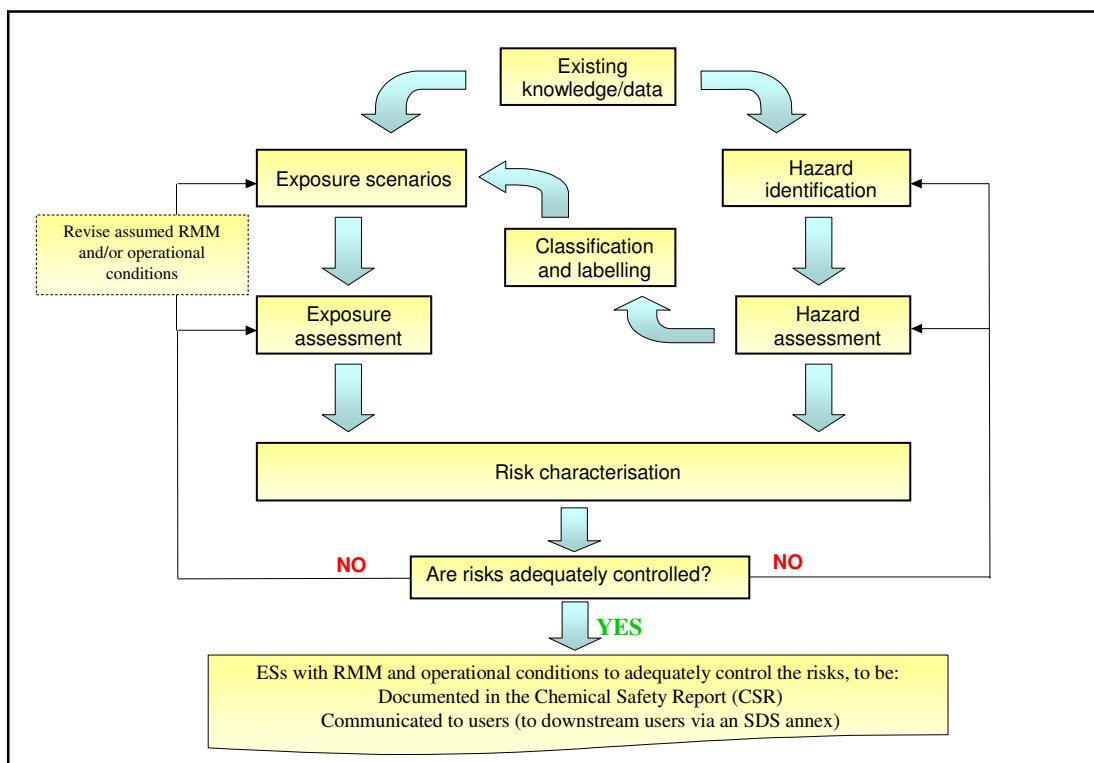 Existing
knowledge/data
Exposure scenarios
Hazard
identification
Revise assumed RMM
and/or operational
conditions
Classification
and labelling
Exposure
assessment
Hazard
assessment
Risk characterisation
NO
Are risks adequately controlled?
NO
YES
ESs with RMM and operational conditions to adequately control the risks, to be:
Documented in the Chemical Safety Report (CSR)
Communicated to users (to downstream users via an SDS annex)